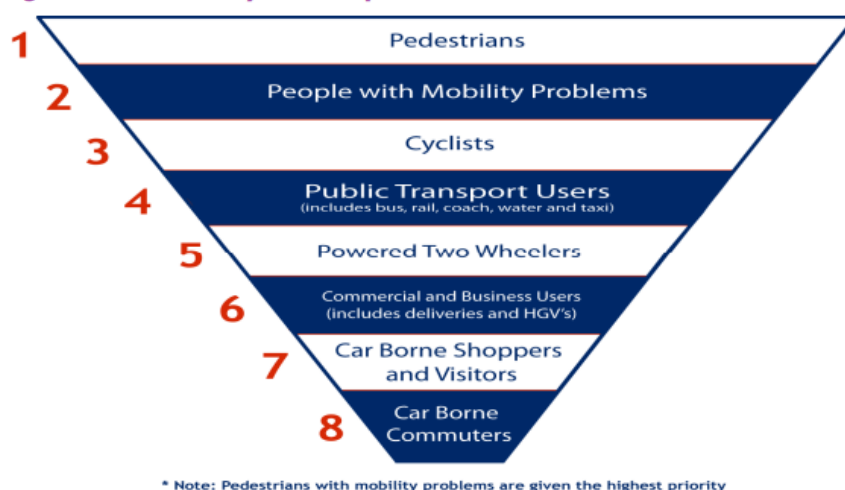 1 Pedestrians
2 People with Mobility Problems
3 Cyclists
4 Public Transport Users
(includes bus, rail, coach, water and taxi)
5 Powered Two Wheelers
6 Commercial and Business Users
(includes deliveries and HGV's)
7 Car Borne Shoppers
and Visitors
8 Car Borne
Commuters
* Note: Pedestrians with mobility problems are given the highest priority